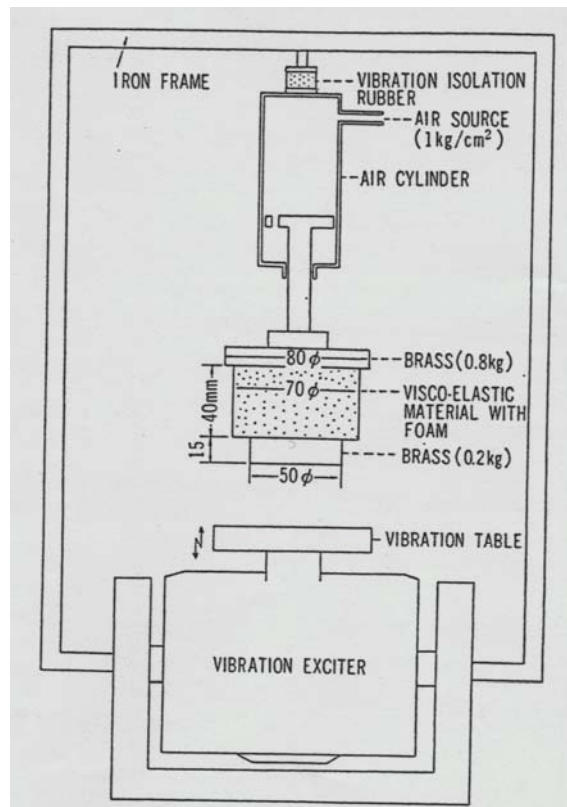 IRON FRAME
VIBRATION ISOLATION
RUBBER
AIR SOURCE
(1kg/cm²)
AIR CYLINDER
80φ
BRASS(0.8kg)
40mm
70φ
VISCO-ELASTIC
MATERIAL WITH
FOAM
15
BRASS(0.2kg)
50φ
VIBRATION TABLE
VIBRATION EXCITER